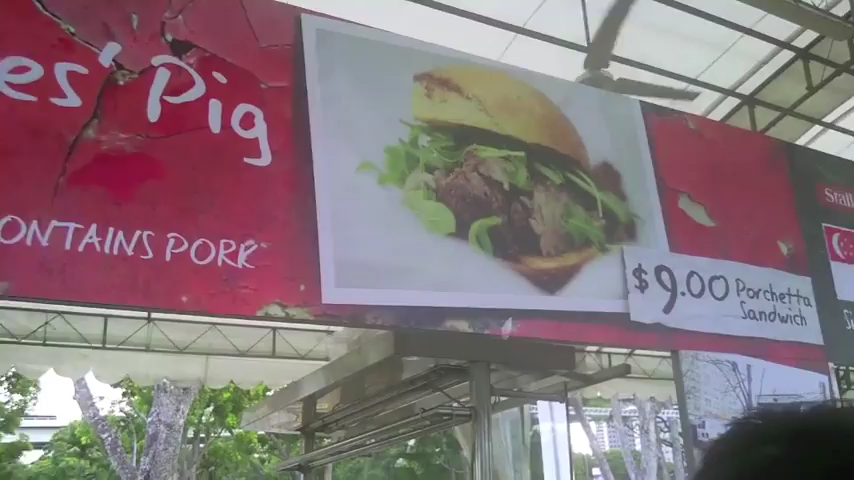 es' Pig
ONTAINS PORK
$9.00 Porchetta
Sandwich
Stall